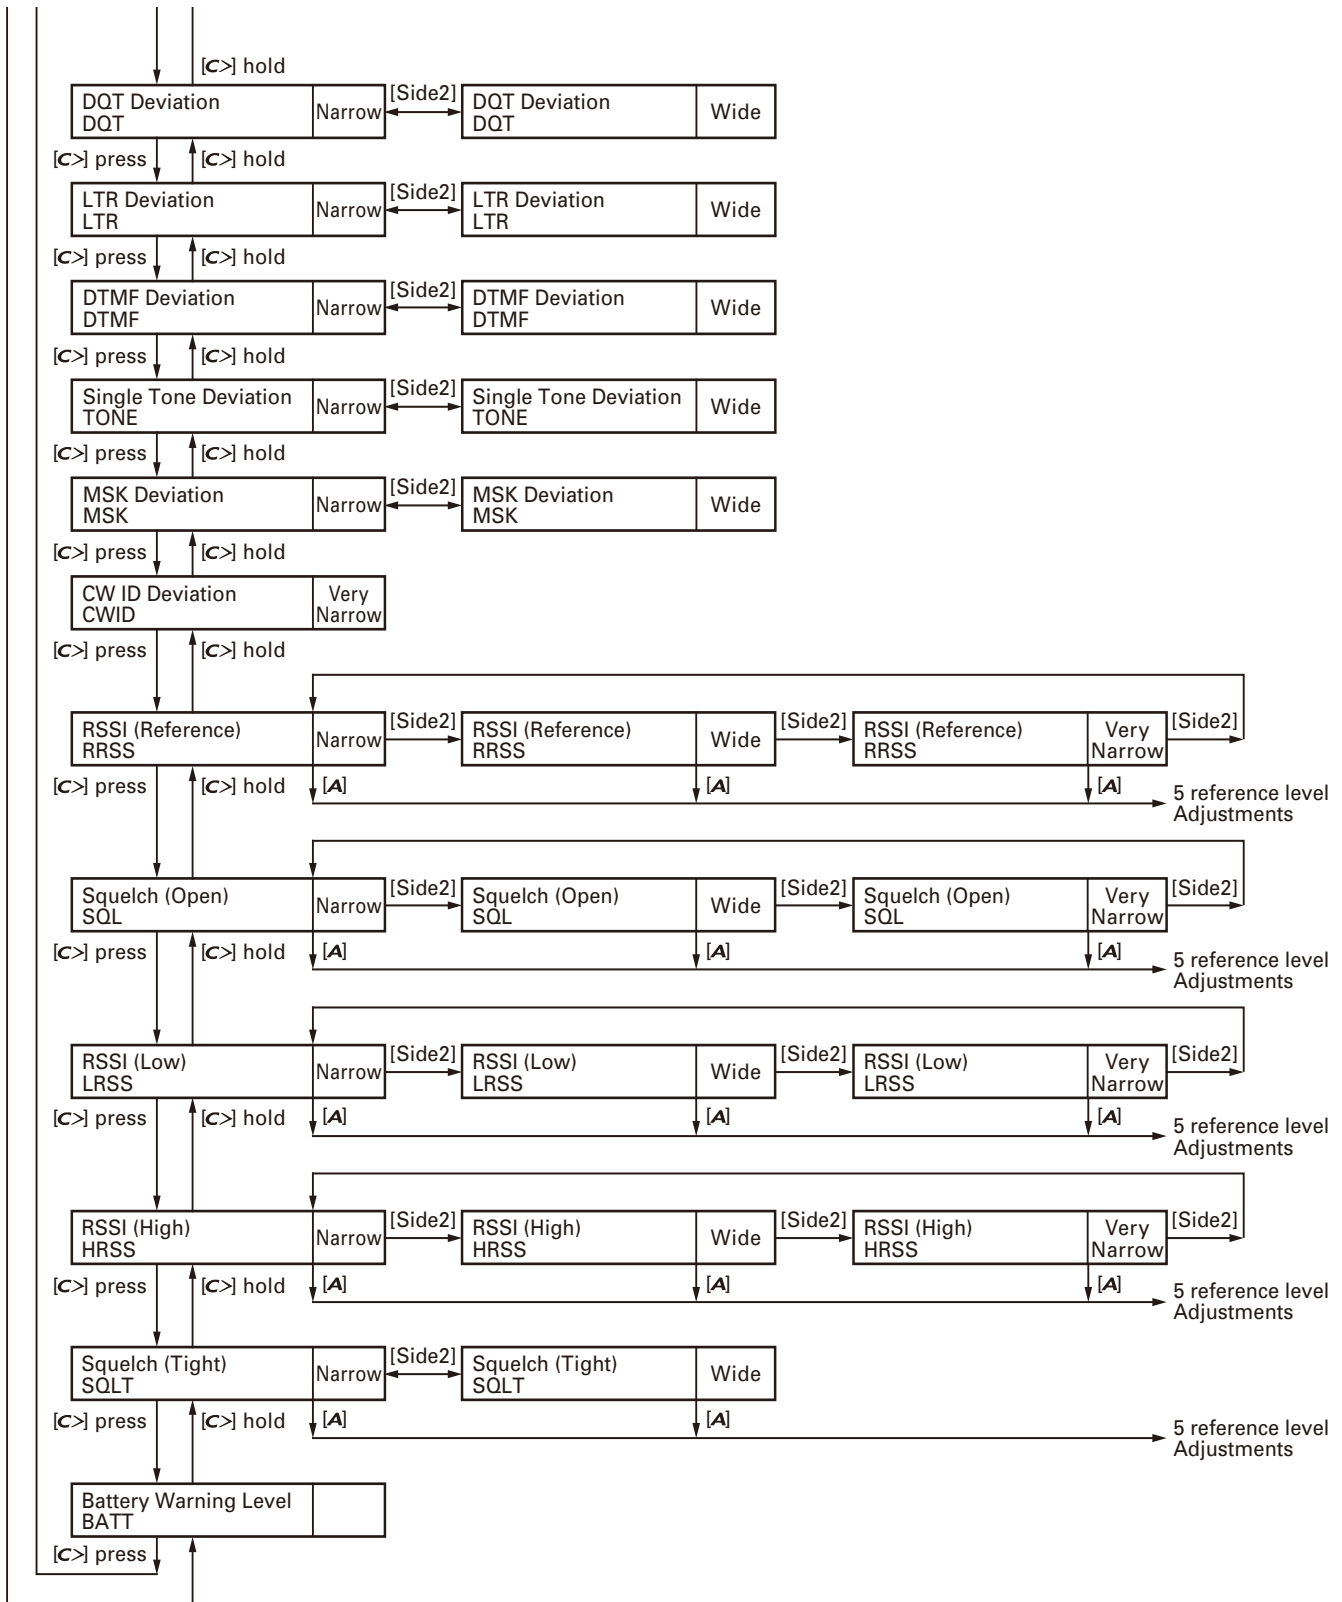 [C>] hold
DQT Deviation
DQT
Narrow
[Side2]
DQT Deviation
DQT
Wide
[C>] press
[C>] hold
LTR Deviation
LTR
Narrow
[Side2]
LTR Deviation
LTR
Wide
[C>] press
[C>] hold
DTMF Deviation
DTMF
Narrow
[Side2]
DTMF Deviation
DTMF
Wide
[C>] press
[C>] hold
Single Tone Deviation
TONE
Narrow
[Side2]
Single Tone Deviation
TONE
Wide
[C>] press
[C>] hold
MSK Deviation
MSK
Narrow
[Side2]
MSK Deviation
MSK
Wide
[C>] press
[C>] hold
CW ID Deviation
CWID
Very
Narrow
[C>] press
[C>] hold
RSSI (Reference)
RRSS
Narrow
[Side2]
RSSI (Reference)
RRSS
Wide
[Side2]
RSSI (Reference)
RRSS
Very
Narrow
[Side2]
[C>] press
[C>] hold
[A]
[A]
[A]
5 reference level
Adjustments
Squelch (Open)
SQL
Narrow
[Side2]
Squelch (Open)
SQL
Wide
[Side2]
Squelch (Open)
SQL
Very
Narrow
[Side2]
[C>] press
[C>] hold
[A]
[A]
[A]
5 reference level
Adjustments
RSSI (Low)
LRSS
Narrow
[Side2]
RSSI (Low)
LRSS
Wide
[Side2]
RSSI (Low)
LRSS
Very
Narrow
[Side2]
[C>] press
[C>] hold
[A]
[A]
[A]
5 reference level
Adjustments
RSSI (High)
HRSS
Narrow
[Side2]
RSSI (High)
HRSS
Wide
[Side2]
RSSI (High)
HRSS
Very
Narrow
[Side2]
[C>] press
[C>] hold
[A]
[A]
[A]
5 reference level
Adjustments
Squelch (Tight)
SQLT
Narrow
[Side2]
Squelch (Tight)
SQLT
Wide
[C>] press
[C>] hold
[A]
[A]
5 reference level
Adjustments
Battery Warning Level
BATT
[C>] press